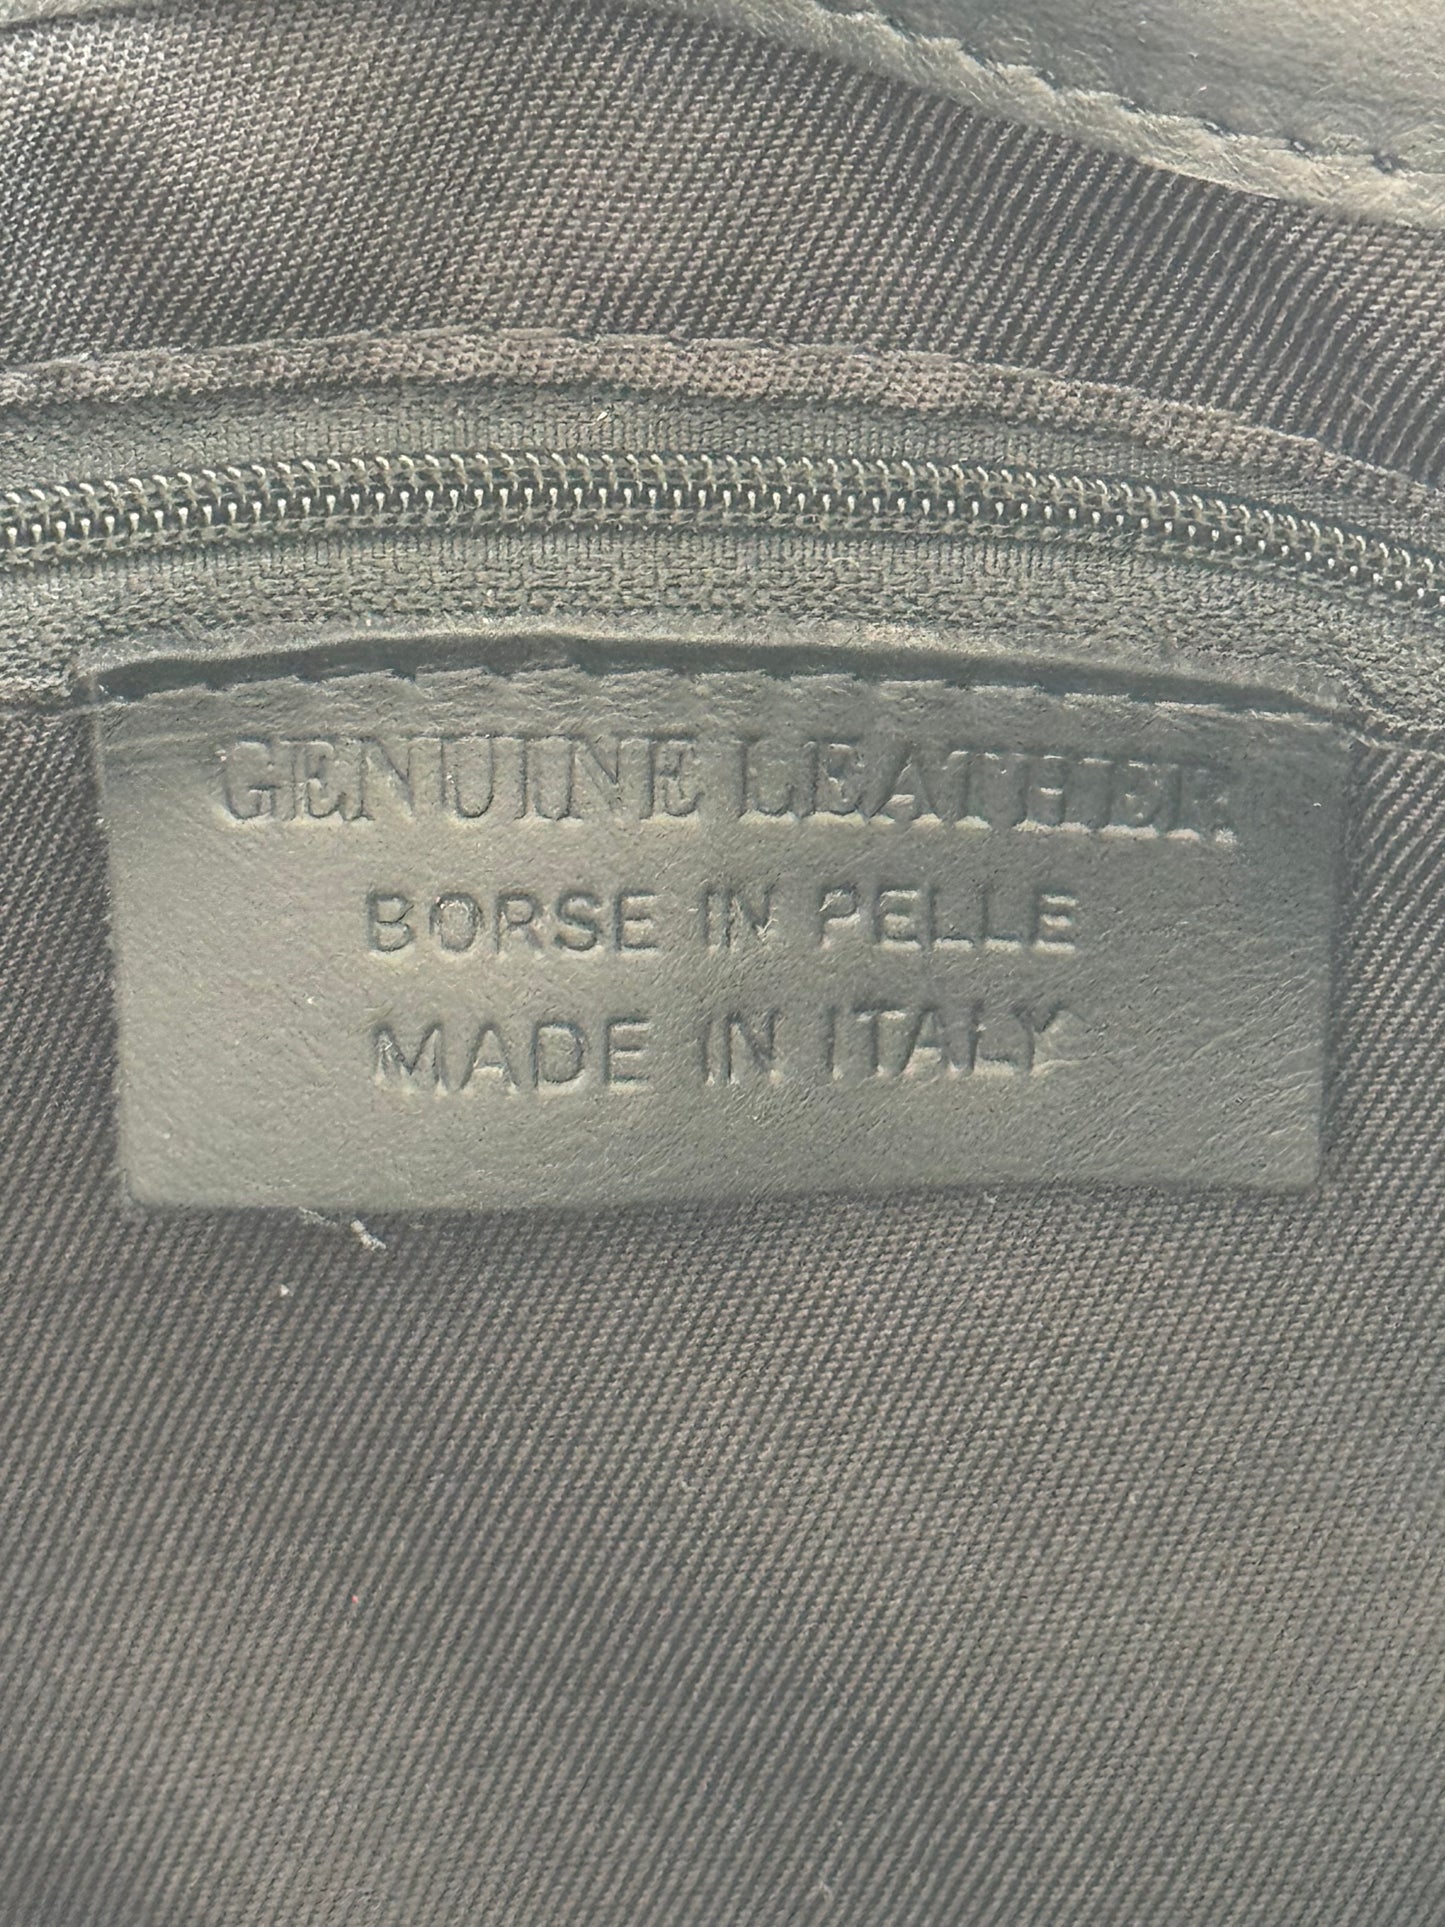 GENUINE LEATHER
BORSE IN PELLE
MADE IN ITALY